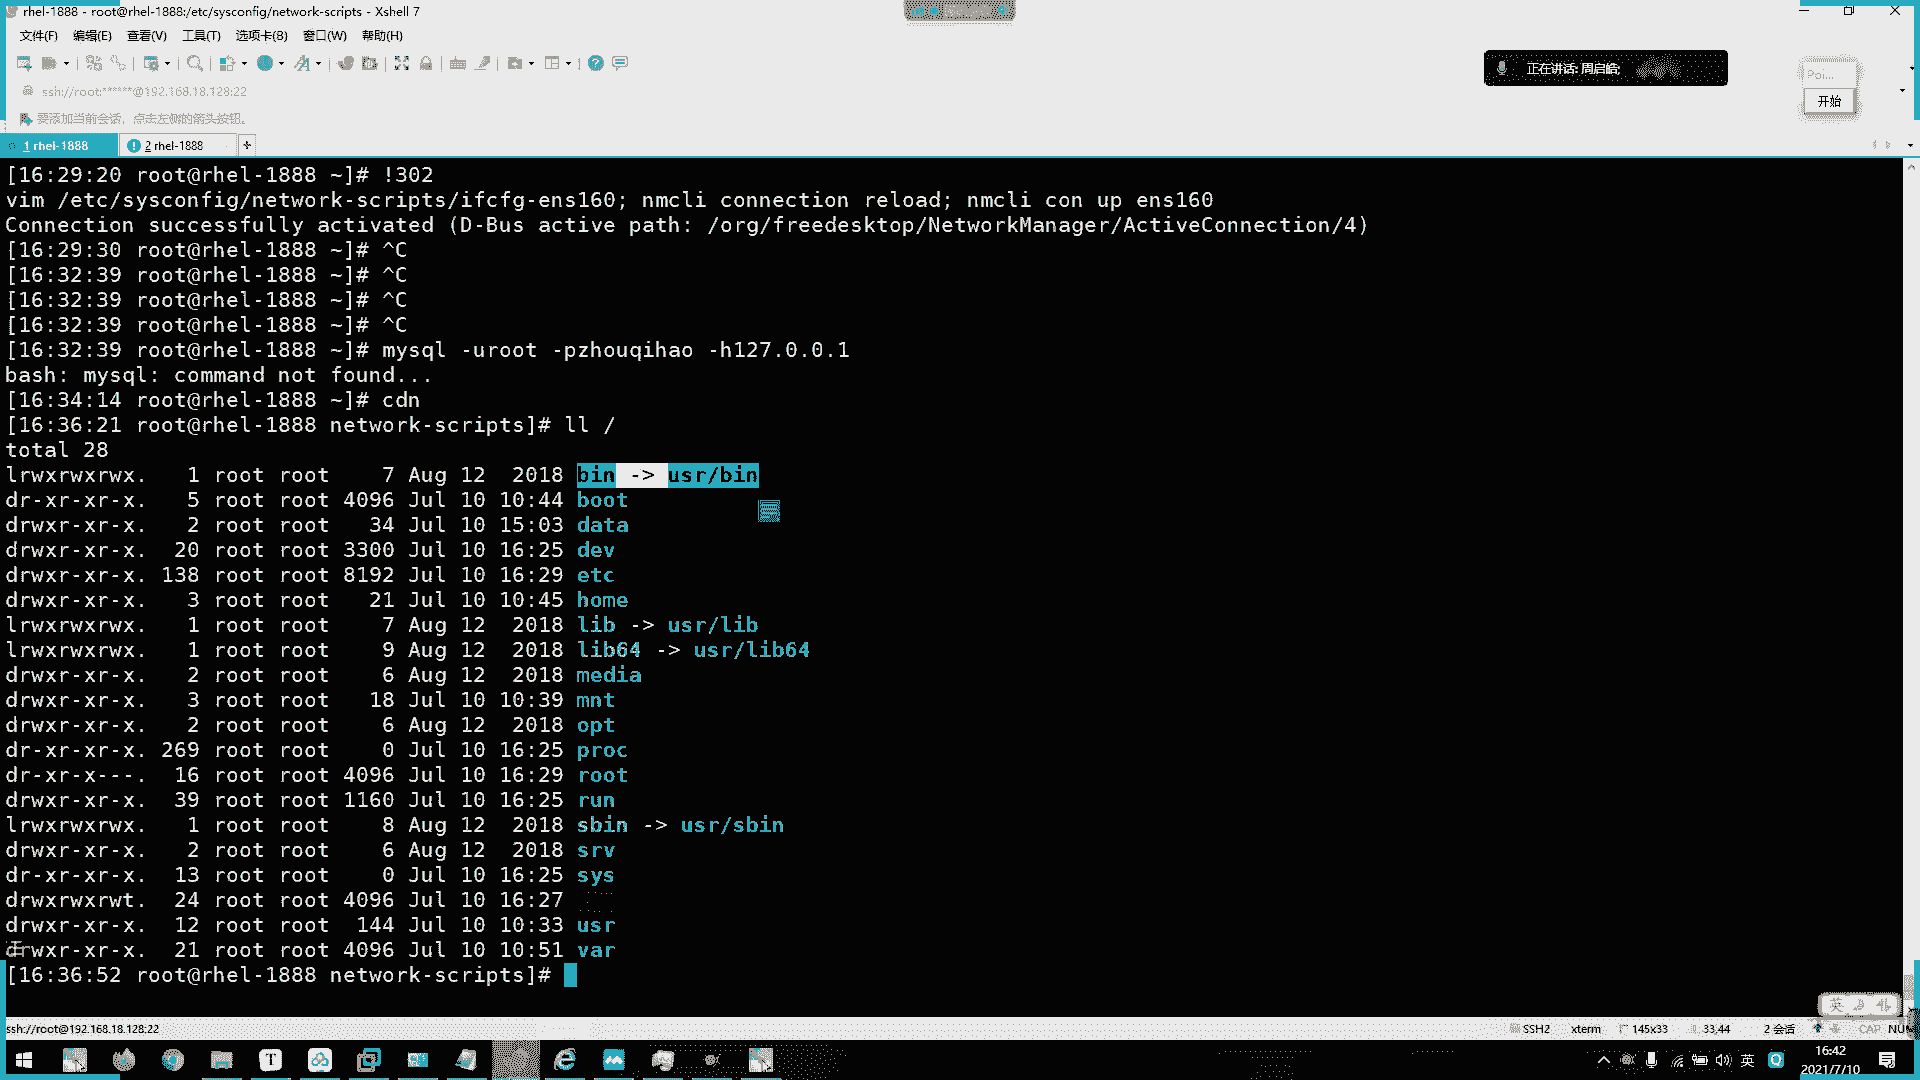 rhel-1888 - root@rhel-1888:/etc/sysconfig/network-scripts - Xshell 7
文件(F) 编辑(E) 查看(V) 工具(T) 选项卡(B) 窗口(W) 帮助(H)
正在讲话: 周启皓;
Poi...
开始
ssh://root:******@192.168.18.128:22
要添加当前会话, 点击左侧的箭头按钮。
1 rhel-1888
2 rhel-1888
[16:29:20 root@rhel-1888 ~]# !302
vim /etc/sysconfig/network-scripts/ifcfg-ens160; nmcli connection reload; nmcli con up ens160
Connection successfully activated (D-Bus active path: /org/freedesktop/NetworkManager/ActiveConnection/4)
[16:29:30 root@rhel-1888 ~]# ^C
[16:32:39 root@rhel-1888 ~]# ^C
[16:32:39 root@rhel-1888 ~]# ^C
[16:32:39 root@rhel-1888 ~]# ^C
[16:32:39 root@rhel-1888 ~]# mysql -uroot -pzhouqihao -h127.0.0.1
bash: mysql: command not found...
[16:34:14 root@rhel-1888 ~]# cdn
[16:36:21 root@rhel-1888 network-scripts]# ll /
total 28
lrwxrwxrwx. 1 root root 7 Aug 12 2018 bin -> usr/bin
dr-xr-xr-x. 5 root root 4096 Jul 10 10:44 boot
drwxr-xr-x. 2 root root 34 Jul 10 15:03 data
drwxr-xr-x. 20 root root 3300 Jul 10 16:25 dev
drwxr-xr-x. 138 root root 8192 Jul 10 16:29 etc
drwxr-xr-x. 3 root root 21 Jul 10 10:45 home
lrwxrwxrwx. 1 root root 7 Aug 12 2018 lib -> usr/lib
lrwxrwxrwx. 1 root root 9 Aug 12 2018 lib64 -> usr/lib64
drwxr-xr-x. 2 root root 6 Aug 12 2018 media
drwxr-xr-x. 3 root root 18 Jul 10 10:39 mnt
drwxr-xr-x. 2 root root 6 Aug 12 2018 opt
dr-xr-xr-x. 269 root root 0 Jul 10 16:25 proc
dr-xr-x---. 16 root root 4096 Jul 10 16:29 root
drwxr-xr-x. 39 root root 1160 Jul 10 16:25 run
lrwxrwxrwx. 1 root root 8 Aug 12 2018 sbin -> usr/sbin
drwxr-xr-x. 2 root root 6 Aug 12 2018 srv
dr-xr-xr-x. 13 root root 0 Jul 10 16:25 sys
drwxrwxrwt. 24 root root 4096 Jul 10 16:27
drwxr-xr-x. 12 root root 144 Jul 10 10:33 usr
drwxr-xr-x. 21 root root 4096 Jul 10 10:51 var
[16:36:52 root@rhel-1888 network-scripts]#
英
ssh://root@192.168.18.128:22 SSH2 xterm 145x33 33,44 2 会话 CAP NUM
英
16:42
2021/7/10